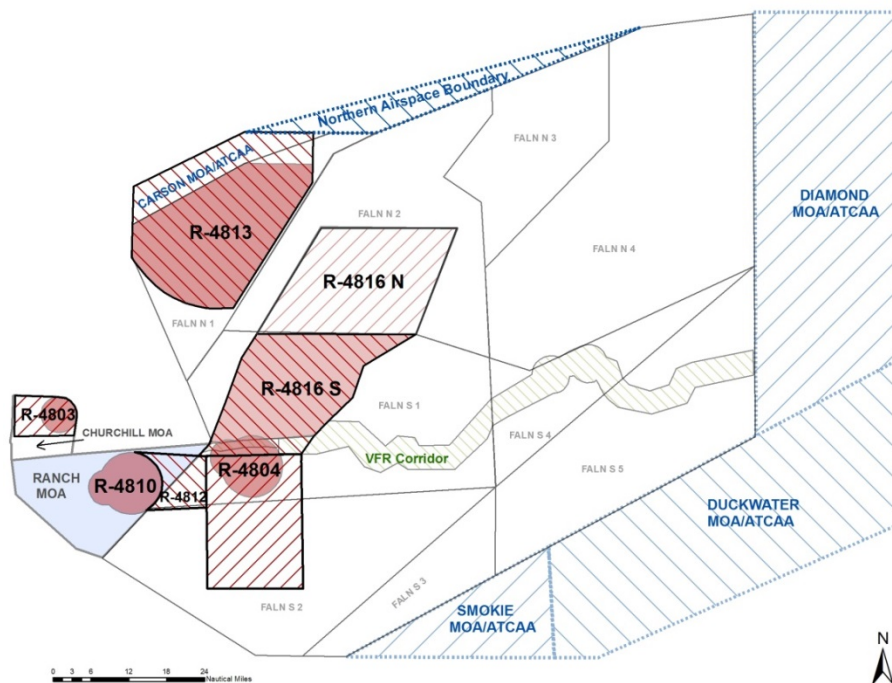 Northern Airspace Boundary
FALN N 3
CARSON MOA/ATCAA
DIAMOND
MOA/ATCAA
FALN N 2
R-4813
FALN N 4
R-4816 N
FALN N 1
R-4816 S
FALN S 1
R-4803
CHURCHILL MOA
FALN S 4
VFR Corridor
RANCH
MOA
R-4804
FALN S 5
R-4810
R-4812
DUCKWATER
MOA/ATCAA
FALN S 3
FALN S 2
SMOKIE
MOA/ATCAA
N
0 3 6 12 18 24
Nautical Miles